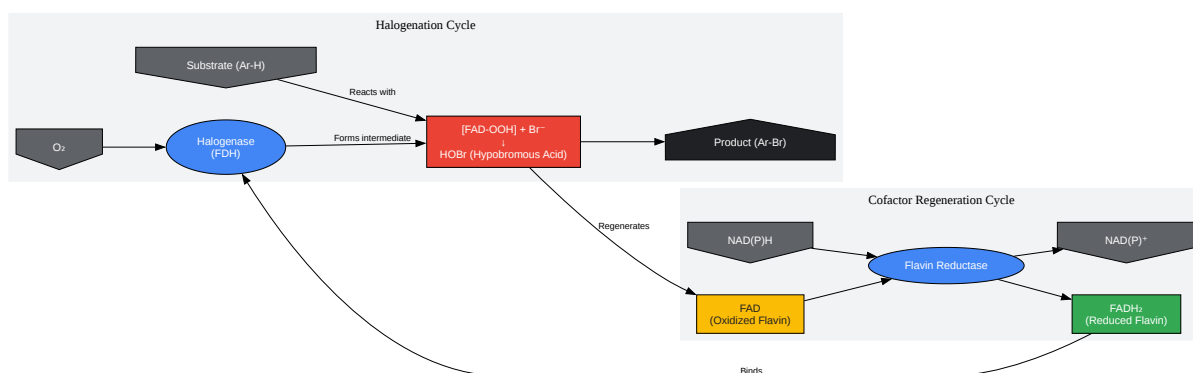 Halogenation Cycle
Substrate (Ar-H)
Reacts with
O₂
Halogenase
(FDH)
Forms intermediate
[FAD-OOH] + Br⁻
↓
HOBr (Hypobromous Acid)
Product (Ar-Br)
Regenerates
Cofactor Regeneration Cycle
NAD(P)H
NAD(P)⁺
Flavin Reductase
FAD
(Oxidized Flavin)
FADH₂
(Reduced Flavin)
Binds